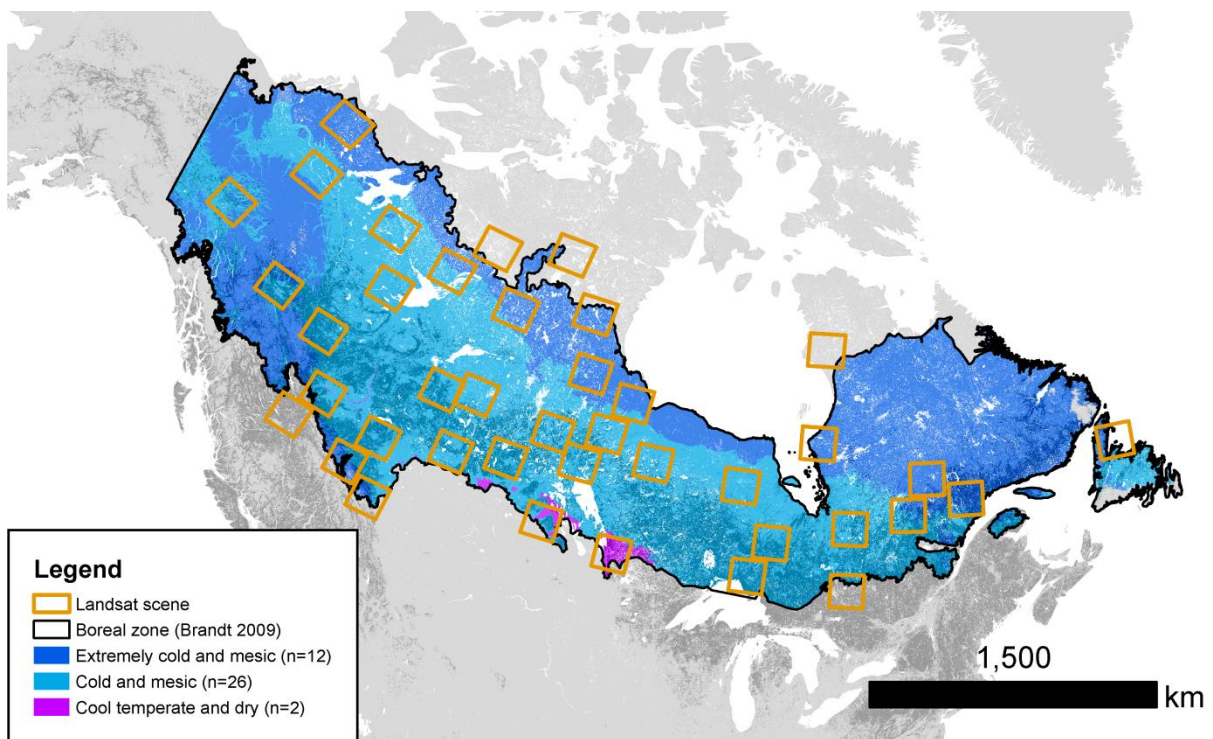 Legend
Landsat scene
Boreal zone (Brandt 2009)
Extremely cold and mesic (n=12)
Cold and mesic (n=26)
Cool temperate and dry (n=2)
1,500
km